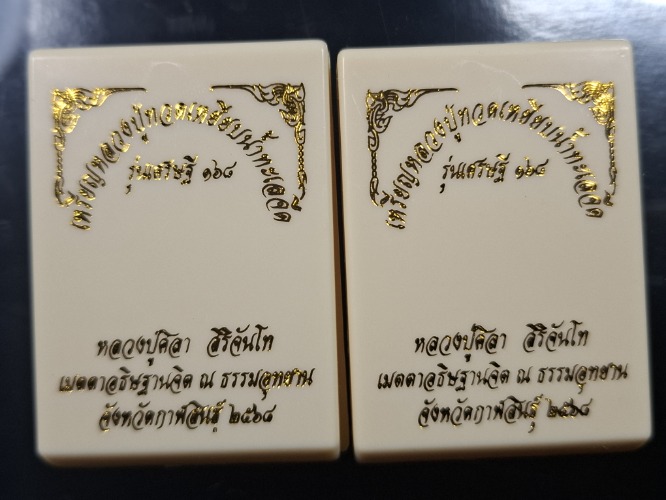 เหรียญหลวงปู่ทวดเหยียบน้ำทะเลจืด
รุ่นเศรษฐี ๑๖๘
หลวงปู่ศิลา สิริจันโท
เมตตาอธิษฐานจิต ณ ธรรมอุทยาน
จังหวัดกาฬสินธุ์ ๒๕๖๘
เหรียญหลวงปู่ทวดเหยียบน้ำทะเลจืด
รุ่นเศรษฐี ๑๖๘
หลวงปู่ศิลา สิริจันโท
เมตตาอธิษฐานจิต ณ ธรรมอุทยาน
จังหวัดกาฬสินธุ์ ๒๕๖๘